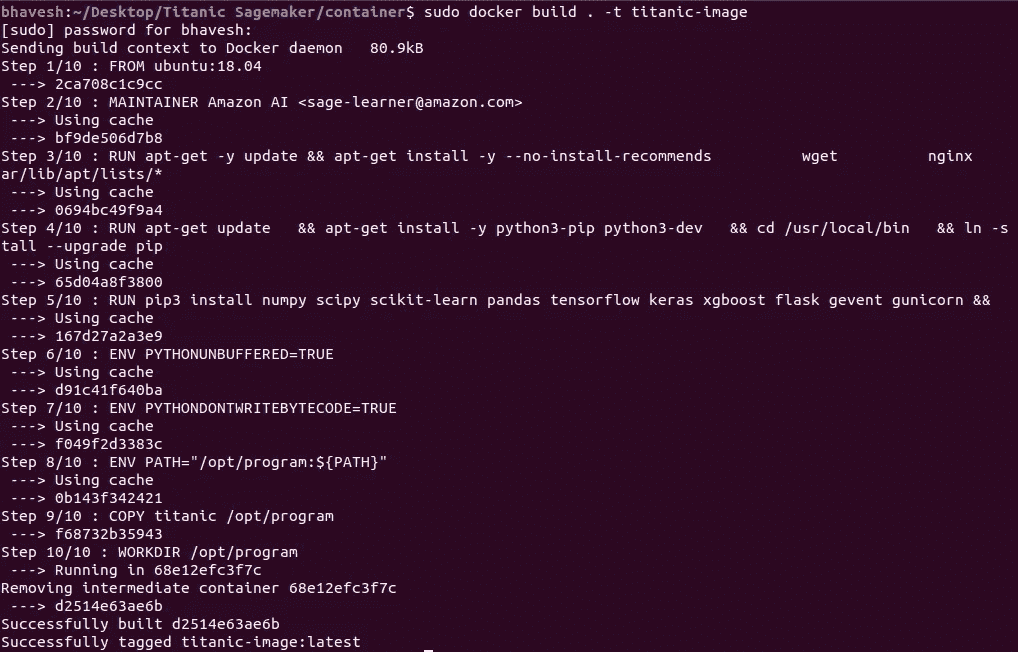 bhavesh:~/Desktop/Titanic Sagemaker/container$ sudo docker build . -t titanic-image
[sudo] password for bhavesh:
Sending build context to Docker daemon   80.9kB
Step 1/10 : FROM ubuntu:18.04
 ---> 2ca708c1c9cc
Step 2/10 : MAINTAINER Amazon AI <sage-learner@amazon.com>
 ---> Using cache
 ---> bf9de506d7b8
Step 3/10 : RUN apt-get -y update && apt-get install -y --no-install-recommends          wget          nginx
ar/lib/apt/lists/*
 ---> Using cache
 ---> 0694bc49f9a4
Step 4/10 : RUN apt-get update   && apt-get install -y python3-pip python3-dev   && cd /usr/local/bin   && ln -s
tall --upgrade pip
 ---> Using cache
 ---> 65d04a8f3800
Step 5/10 : RUN pip3 install numpy scipy scikit-learn pandas tensorflow keras xgboost flask gevent gunicorn &&
 ---> Using cache
 ---> 167d27a2a3e9
Step 6/10 : ENV PYTHONUNBUFFERED=TRUE
 ---> Using cache
 ---> d91c41f640ba
Step 7/10 : ENV PYTHONDONTWRITEBYTECODE=TRUE
 ---> Using cache
 ---> f049f2d3383c
Step 8/10 : ENV PATH="/opt/program:${PATH}"
 ---> Using cache
 ---> 0b143f342421
Step 9/10 : COPY titanic /opt/program
 ---> f68732b35943
Step 10/10 : WORKDIR /opt/program
 ---> Running in 68e12efc3f7c
Removing intermediate container 68e12efc3f7c
 ---> d2514e63ae6b
Successfully built d2514e63ae6b
Successfully tagged titanic-image:latest